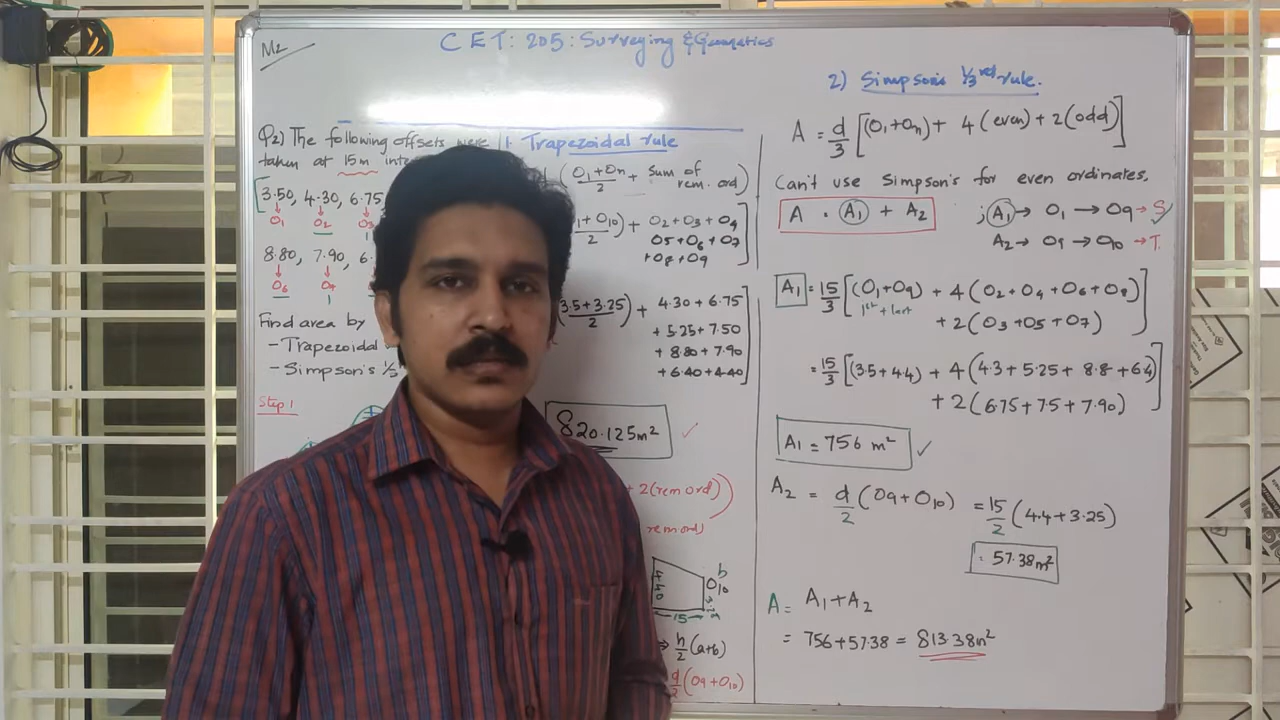 M2
CET: 205: Surveying & Geomatics
Q2) The following offsets were
taken at 15m
3.50, 4.30, 6.75
O1 O2 O3
8.80, 7.90, 6.
O6 O7
Find area by
- Trapezoidal
- Simpson's 1/3
Step 1
1. Trapezoidal rule
(O1+On/2 + Sum of rem. ord)
O10/2) + O2+O3+O4
O5+O6+O7
+O8+O9]
(3.5+3.25/2) + 4.30+6.75
+ 5.25+7.50
+ 8.80+7.90
+ 6.40+4.40]
820.125m²
+ 2(rem ord))
rem ord)
b
O10
15
⇒ h/2 (a+b)
d/2 (O9+O10)
2) Simpson's 1/3rd rule.
A = d/3 [(O1+On) + 4(even) + 2(odd)]
Can't use Simpson's for even ordinates.
A = A1 + A2 ; A1 → O1 → O9 → S
A2 → O9 → O10 → T.
A1 = 15/3 [(O1+O9) + 4(O2+O4+O6+O8)
1st + last
+ 2(O3+O5+O7)]
= 15/3 [(3.5+4.4) + 4(4.3+5.25+8.8+6.4)
+ 2(6.75+7.5+7.90)]
A1 = 756 m²
A2 = d/2 (O9+O10) = 15/2 (4.4+3.25)
= 57.38m²
A = A1+A2
= 756+57.38 = 813.38m²